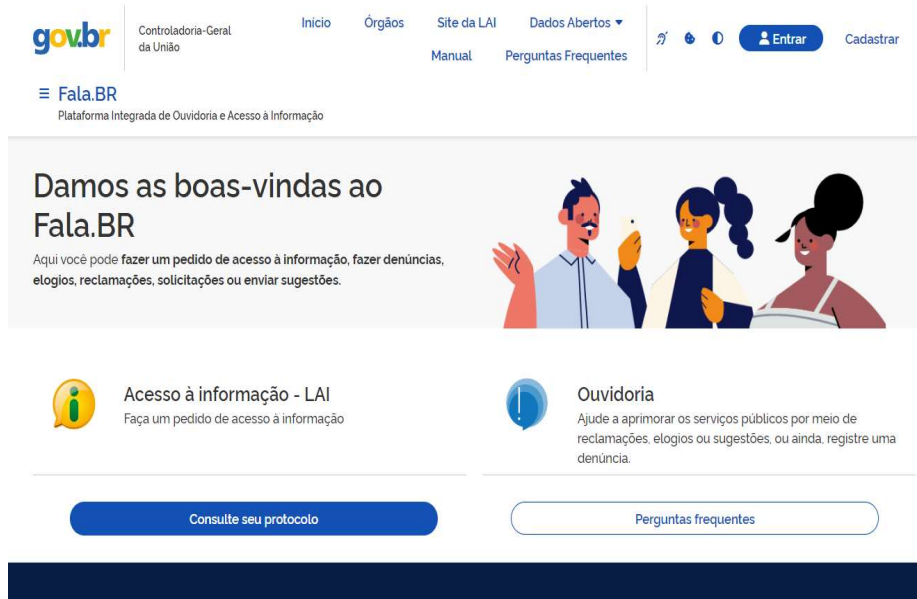 gov.br
Controladoria-Geral
da União
Inicio
Órgãos
Site da LAI
Dados Abertos
Manual
Perguntas Frequentes
Entrar
Cadastrar
Fala.BR
Plataforma Integrada de Ouvidoria e Acesso à Informação
Damos as boas-vindas ao
Fala.BR
Aqui você pode fazer um pedido de acesso à informação, fazer denúncias,
elogios, reclamações, solicitações ou enviar sugestões.
Acesso à informação - LAI
Faça um pedido de acesso à informação
Ouvidoria
Ajude a aprimorar os serviços públicos por meio de
reclamações, elogios ou sugestões, ou ainda, registre uma
denúncia.
Consulte seu protocolo
Perguntas frequentes